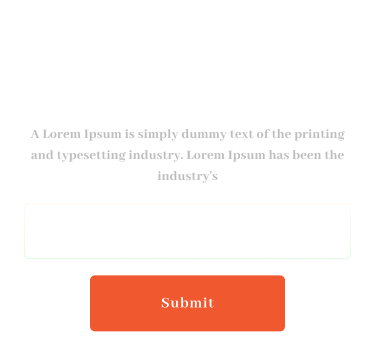 A Lorem Ipsum is simply dummy text of the printing
and typesetting industry. Lorem Ipsum has been the
industry's
Submit